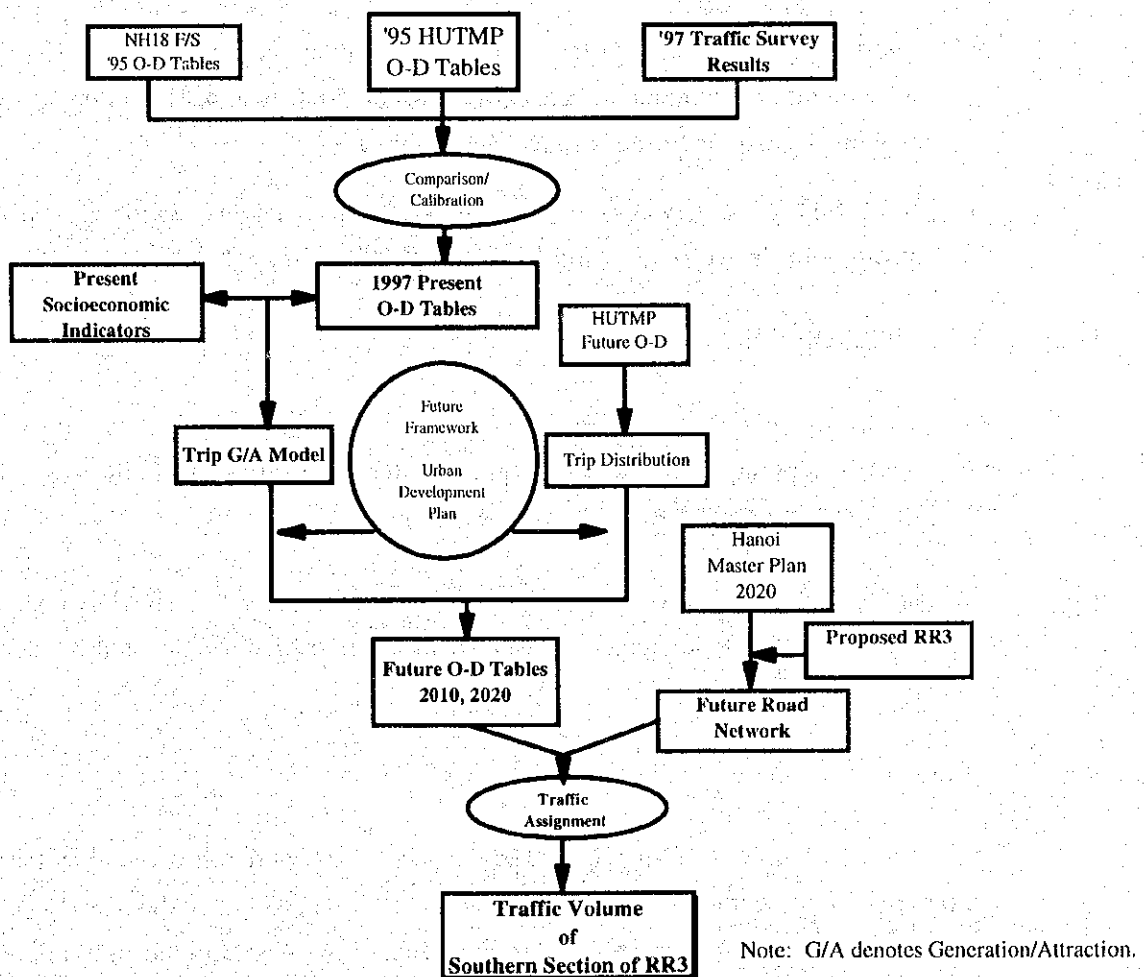 NH18 F/S
'95 O-D Tables
'95 HUTMP
O-D Tables
'97 Traffic Survey
Results
Comparison/
Calibration
Present
Socioeconomic
Indicators
1997 Present
O-D Tables
HUTMP
Future O-D
Future
Framework
Urban
Development
Plan
Trip G/A Model
Trip Distribution
Hanoi
Master Plan
2020
Proposed RR3
Future O-D Tables
2010, 2020
Future Road
Network
Traffic
Assignment
Traffic Volume
of
Southern Section of RR3
Note: G/A denotes Generation/Attraction.